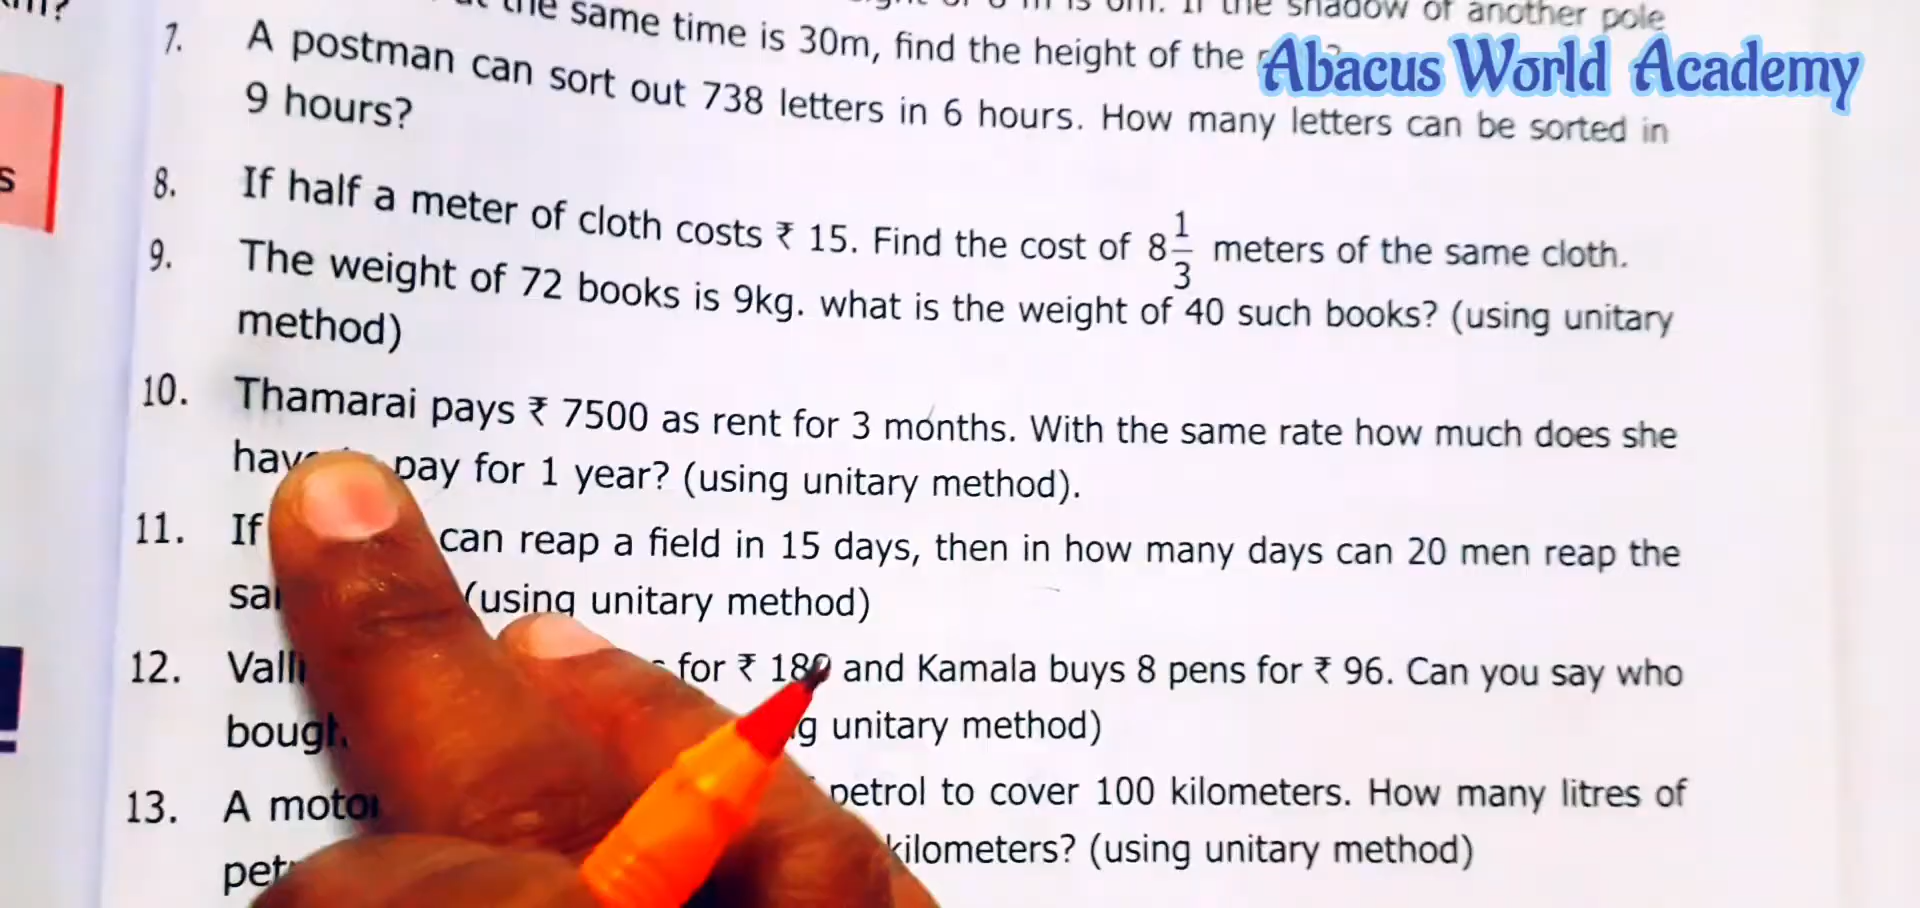 the same time is 30m, find the height of the
Abacus World Academy
7. A postman can sort out 738 letters in 6 hours. How many letters can be sorted in
9 hours?
8. If half a meter of cloth costs ₹ 15. Find the cost of 8 1/3 meters of the same cloth.
9. The weight of 72 books is 9kg. what is the weight of 40 such books? (using unitary
method)
10. Thamarai pays ₹ 7500 as rent for 3 months. With the same rate how much does she
pay for 1 year? (using unitary method).
11. If can reap a field in 15 days, then in how many days can 20 men reap the
(using unitary method)
12. for ₹ 180 and Kamala buys 8 pens for ₹ 96. Can you say who
unitary method)
13. A petrol to cover 100 kilometers. How many litres of
kilometers? (using unitary method)